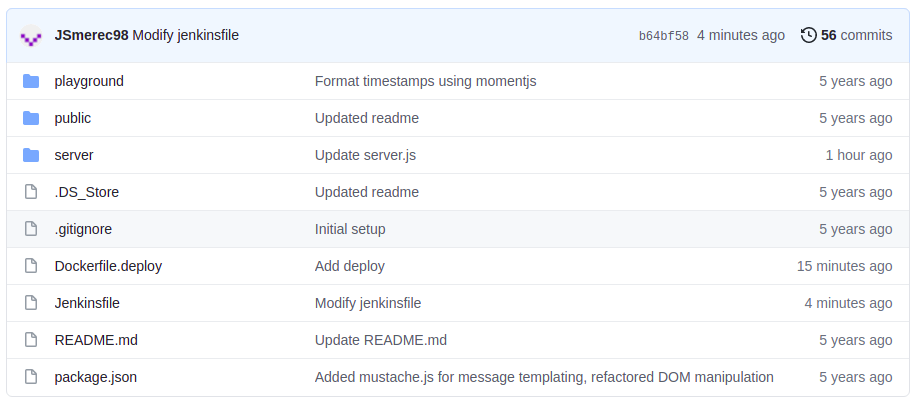 JSmerec98 Modify jenkinsfile b64bf58 4 minutes ago 56 commits
playground Format timestamps using momentjs 5 years ago
public Updated readme 5 years ago
server Update server.js 1 hour ago
.DS_Store Updated readme 5 years ago
.gitignore Initial setup 5 years ago
Dockerfile.deploy Add deploy 15 minutes ago
Jenkinsfile Modify jenkinsfile 4 minutes ago
README.md Update README.md 5 years ago
package.json Added mustache.js for message templating, refactored DOM manipulation 5 years ago